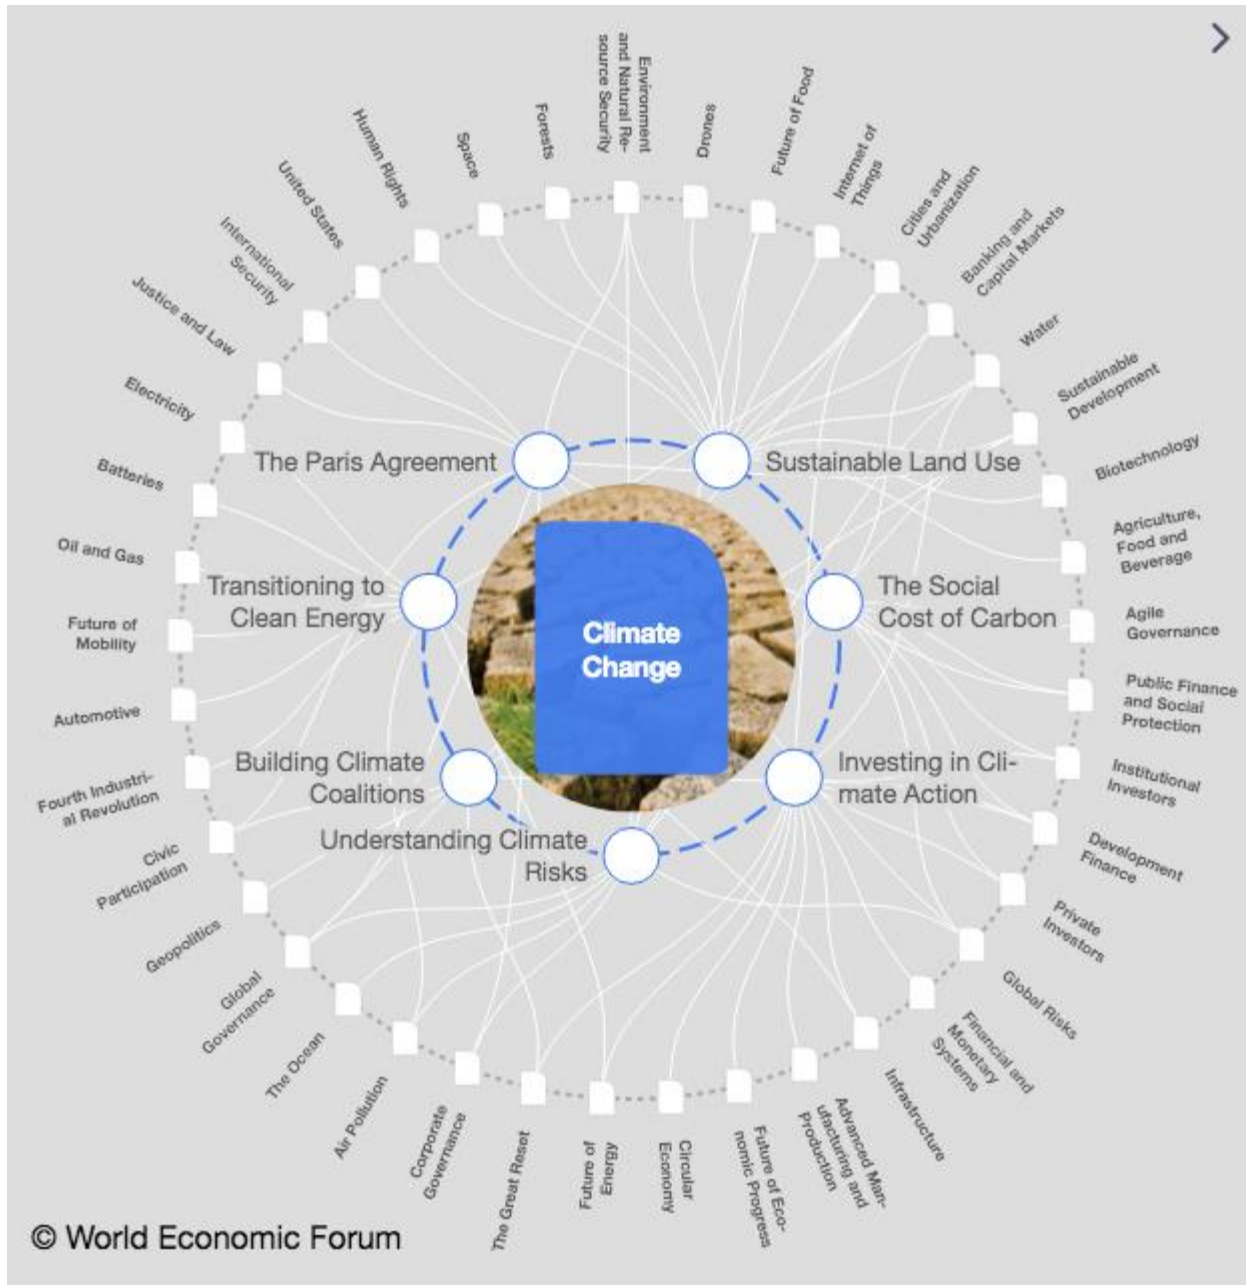 Environment
and Natural Re-
source Security
Drones
Future of Food
Internet of
Things
Cities and
Urbanization
Banking and
Capital Markets
Water
Sustainable
Development
Biotechnology
Agriculture,
Food and
Beverage
Agile
Governance
Public Finance
and Social
Protection
Institutional
Investors
Development
Finance
Private
Investors
Global Risks
Financial and
Monetary
Systems
Infrastructure
Advanced Man-
ufacturing and
Production
Future of Eco-
nomic Progress
Circular
Economy
Future of
Energy
The Great Reset
Corporate
Governance
Air Pollution
The Ocean
Global
Governance
Geopolitics
Civic
Participation
Fourth Industri-
al Revolution
Automotive
Future of
Mobility
Oil and Gas
Batteries
Electricity
Justice and Law
International
Security
United States
Human Rights
Space
Forests
The Paris Agreement
Sustainable Land Use
Transitioning to
Clean Energy
The Social
Cost of Carbon
Climate
Change
Building Climate
Coalitions
Investing in Cli-
mate Action
Understanding Climate
Risks
© World Economic Forum